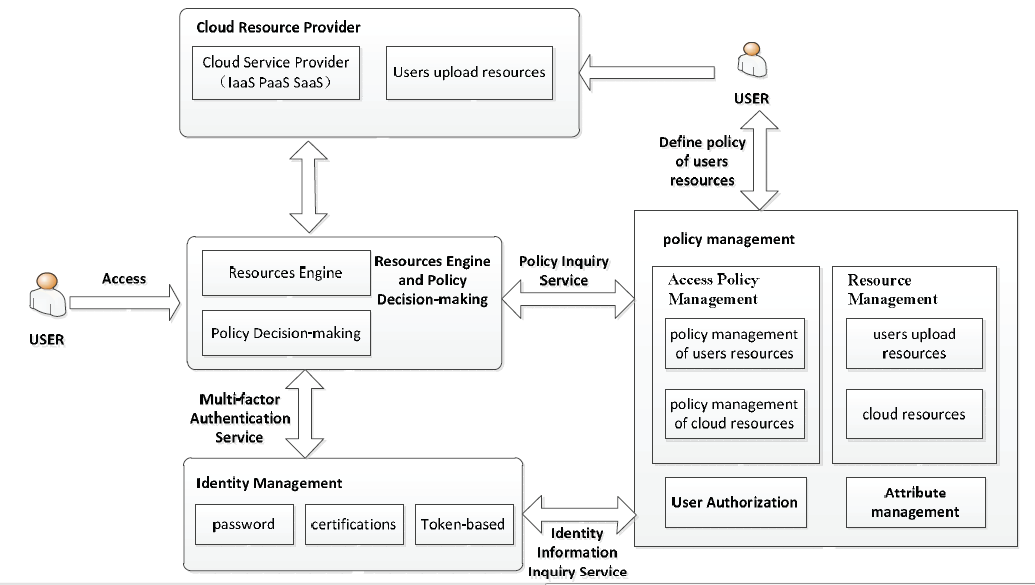 Cloud Resource Provider
Cloud Service Provider
（IaaS PaaS SaaS）
Users upload resources
USER
Define policy
of users
resources
Access
USER
Resources Engine
Policy Decision-making
Resources Engine
and Policy
Decision-making
Policy Inquiry
Service
policy management
Access Policy
Management
policy management
of users resources
policy management
of cloud resources
Resource
Management
users upload
resources
cloud resources
User Authorization
Attribute
management
Multi-factor
Authentication
Service
Identity Management
password
certifications
Token-based
Identity
Information
Inquiry Service